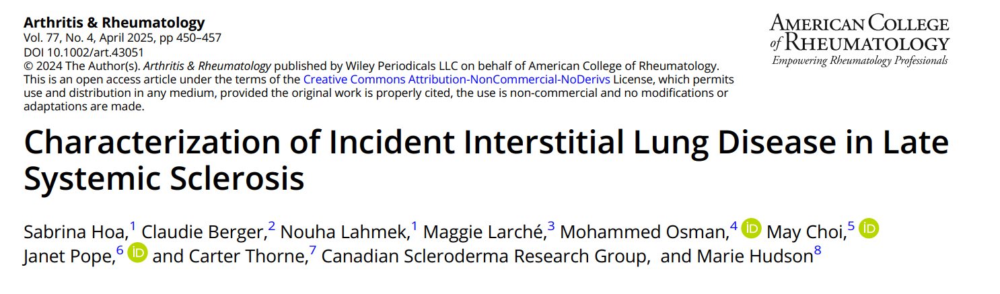 Arthritis & Rheumatology
Vol. 77, No. 4, April 2025, pp 450–457
DOI 10.1002/art.43051
© 2024 The Author(s). Arthritis & Rheumatology published by Wiley Periodicals LLC on behalf of American College of Rheumatology.
This is an open access article under the terms of the Creative Commons Attribution-NonCommercial-NoDerivs License, which permits
use and distribution in any medium, provided the original work is properly cited, the use is non-commercial and no modifications or
adaptations are made.
AMERICAN COLLEGE
of RHEUMATOLOGY
Empowering Rheumatology Professionals
Characterization of Incident Interstitial Lung Disease in Late
Systemic Sclerosis
Sabrina Hoa,1 Claudie Berger,2 Nouha Lahmek,1 Maggie Larché,3 Mohammed Osman,4 iD May Choi,5 iD
Janet Pope,6 iD and Carter Thorne,7 Canadian Scleroderma Research Group, and Marie Hudson8